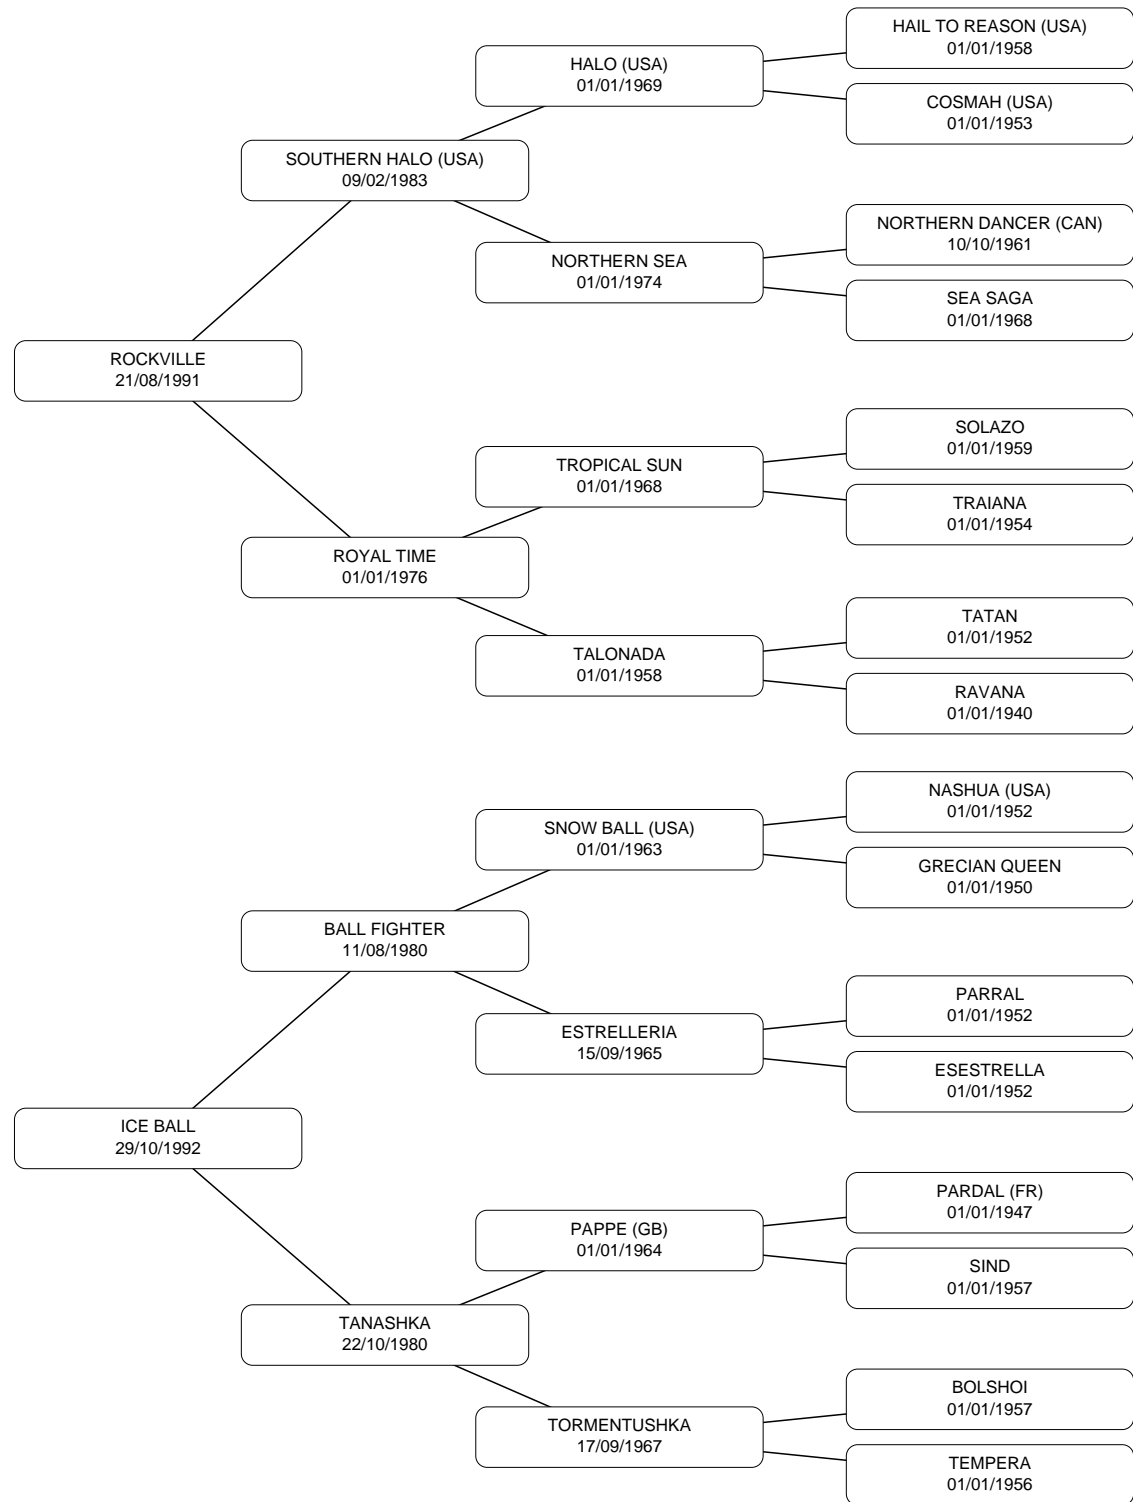 HAIL TO REASON (USA)
01/01/1958
HALO (USA)
01/01/1969
COSMAH (USA)
01/01/1953
SOUTHERN HALO (USA)
09/02/1983
NORTHERN DANCER (CAN)
10/10/1961
NORTHERN SEA
01/01/1974
SEA SAGA
01/01/1968
ROCKVILLE
21/08/1991
SOLAZO
01/01/1959
TROPICAL SUN
01/01/1968
TRAIANA
01/01/1954
ROYAL TIME
01/01/1976
TATAN
01/01/1952
TALONADA
01/01/1958
RAVANA
01/01/1940
NASHUA (USA)
01/01/1952
SNOW BALL (USA)
01/01/1963
GRECIAN QUEEN
01/01/1950
BALL FIGHTER
11/08/1980
PARRAL
01/01/1952
ESTRELLERIA
15/09/1965
ESESTRELLA
01/01/1952
ICE BALL
29/10/1992
PARDAL (FR)
01/01/1947
PAPPE (GB)
01/01/1964
SIND
01/01/1957
TANASHKA
22/10/1980
BOLSHOI
01/01/1957
TORMENTUSHKA
17/09/1967
TEMPERA
01/01/1956